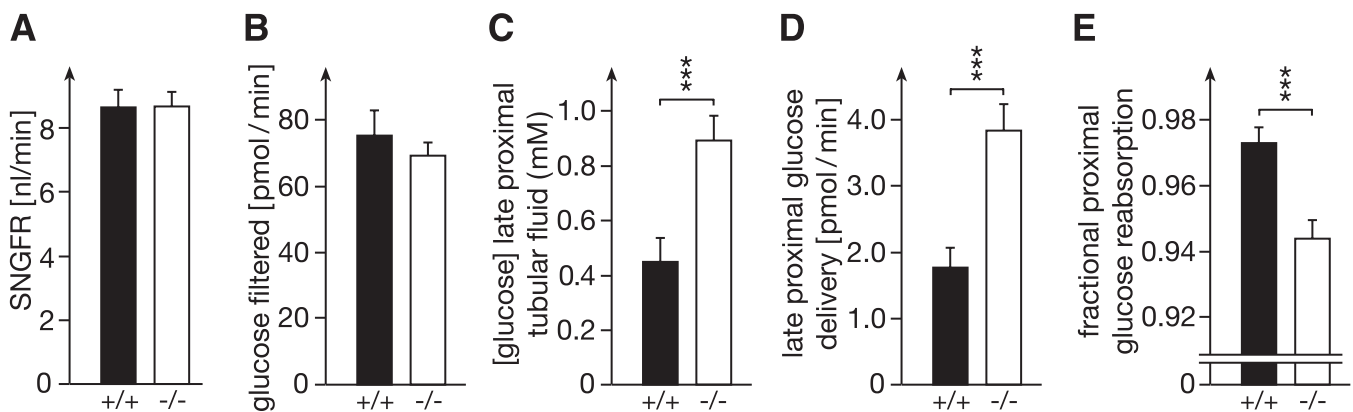 A
SNGFR [nl/min]
8
6
4
2
0
+/+ -/-
B
glucose filtered [pmol / min]
80
60
40
20
0
+/+ -/-
C
[glucose] late proximal
tubular fluid (mM)
1.0
0.8
0.6
0.4
0.2
0
***
+/+ -/-
D
late proximal glucose
delivery [pmol / min]
4.0
3.0
2.0
1.0
0
***
+/+ -/-
E
fractional proximal
glucose reabsorption
0.98
0.96
0.94
0.92
0
***
+/+ -/-